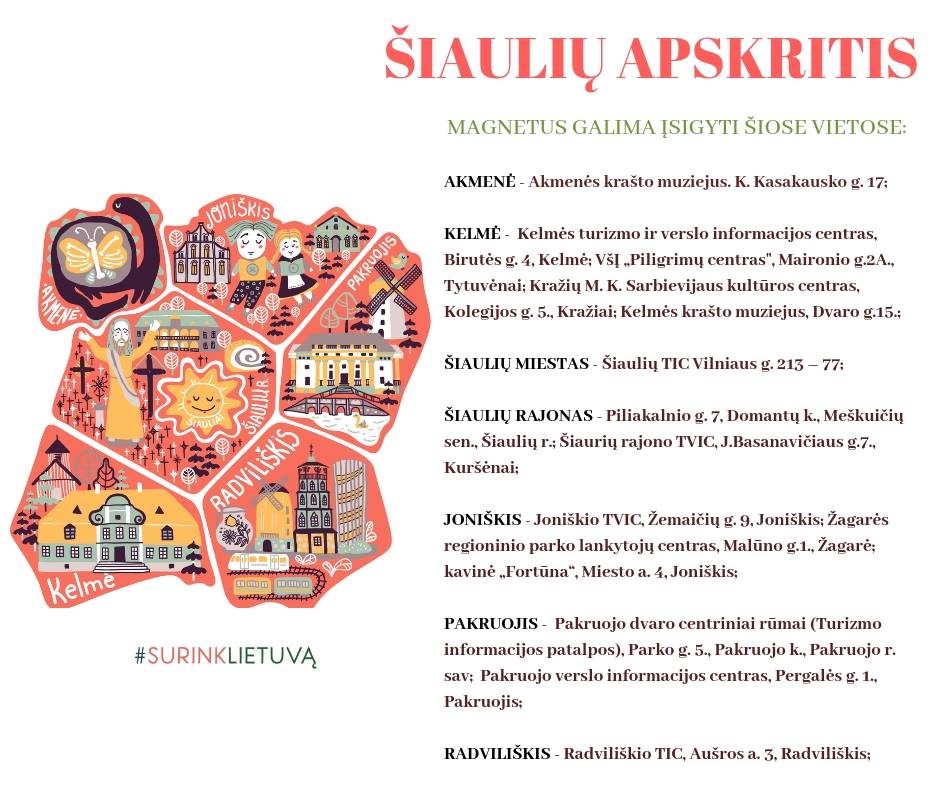 ŠIAULIŲ APSKRITIS
MAGNETUS GALIMA ĮSIGYTI ŠIOSE VIETOSE:
AKMENĖ - Akmenės krašto muziejus. K. Kasakausko g. 17;
KELMĖ - Kelmės turizmo ir verslo informacijos centras,
Birutės g. 4, Kelmė; VšĮ „Piligrimų centras", Maironio g.2A.,
Tytuvėnai; Kražių M. K. Sarbievijaus kultūros centras,
Kolegijos g. 5., Kražiai; Kelmės krašto muziejus, Dvaro g.15.;
ŠIAULIŲ MIESTAS - Šiaulių TIC Vilniaus g. 213 – 77;
ŠIAULIŲ RAJONAS - Piliakalnio g. 7, Domantų k., Meškuičių
sen., Šiaulių r.; Šiaurių rajono TVIC, J.Basanavičiaus g.7.,
Kuršėnai;
JONIŠKIS - Joniškio TVIC, Žemaičių g. 9, Joniškis; Žagarės
regioninio parko lankytojų centras, Malūno g.1., Žagarė;
kavinė „Fortūna“, Miesto a. 4, Joniškis;
PAKRUOJIS - Pakruojo dvaro centriniai rūmai (Turizmo
informacijos patalpos), Parko g. 5., Pakruojo k., Pakruojo r.
sav; Pakruojo verslo informacijos centras, Pergalės g. 1.,
Pakruojis;
RADVILIŠKIS - Radviliškio TIC, Aušros a. 3, Radviliškis;
JONIŠKIS
PAKRUOJIS
AKMENĖ
ŠIAULIAI
ŠIAULIŲ R.
RADVILIŠKIS
Kelmė
#SURINKLIETUVĄ